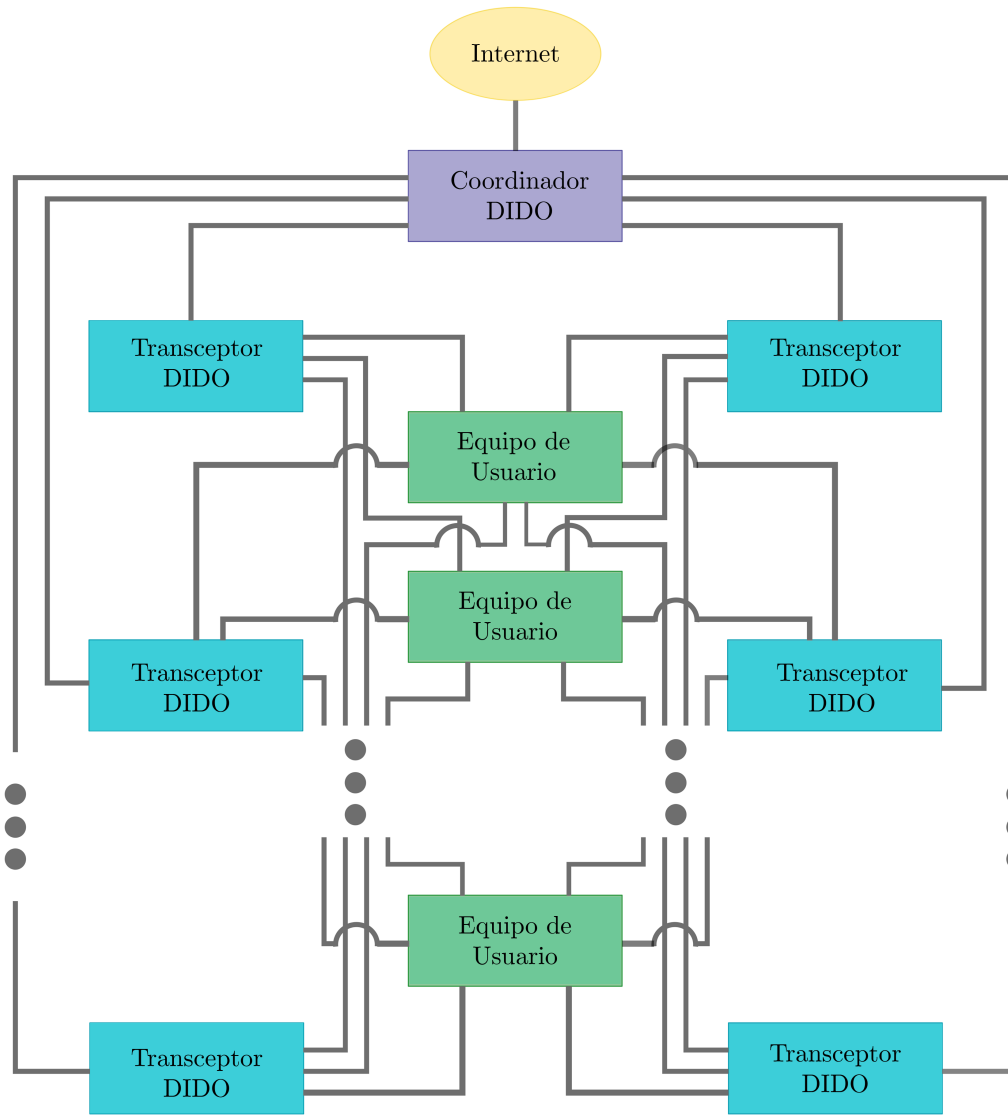 Internet
Coordinador
DIDO
Transceptor
DIDO
Transceptor
DIDO
Equipo de
Usuario
Equipo de
Usuario
Transceptor
DIDO
Transceptor
DIDO
Equipo de
Usuario
Transceptor
DIDO
Transceptor
DIDO